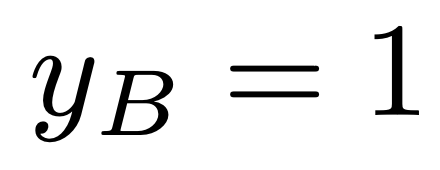 y_B = 1